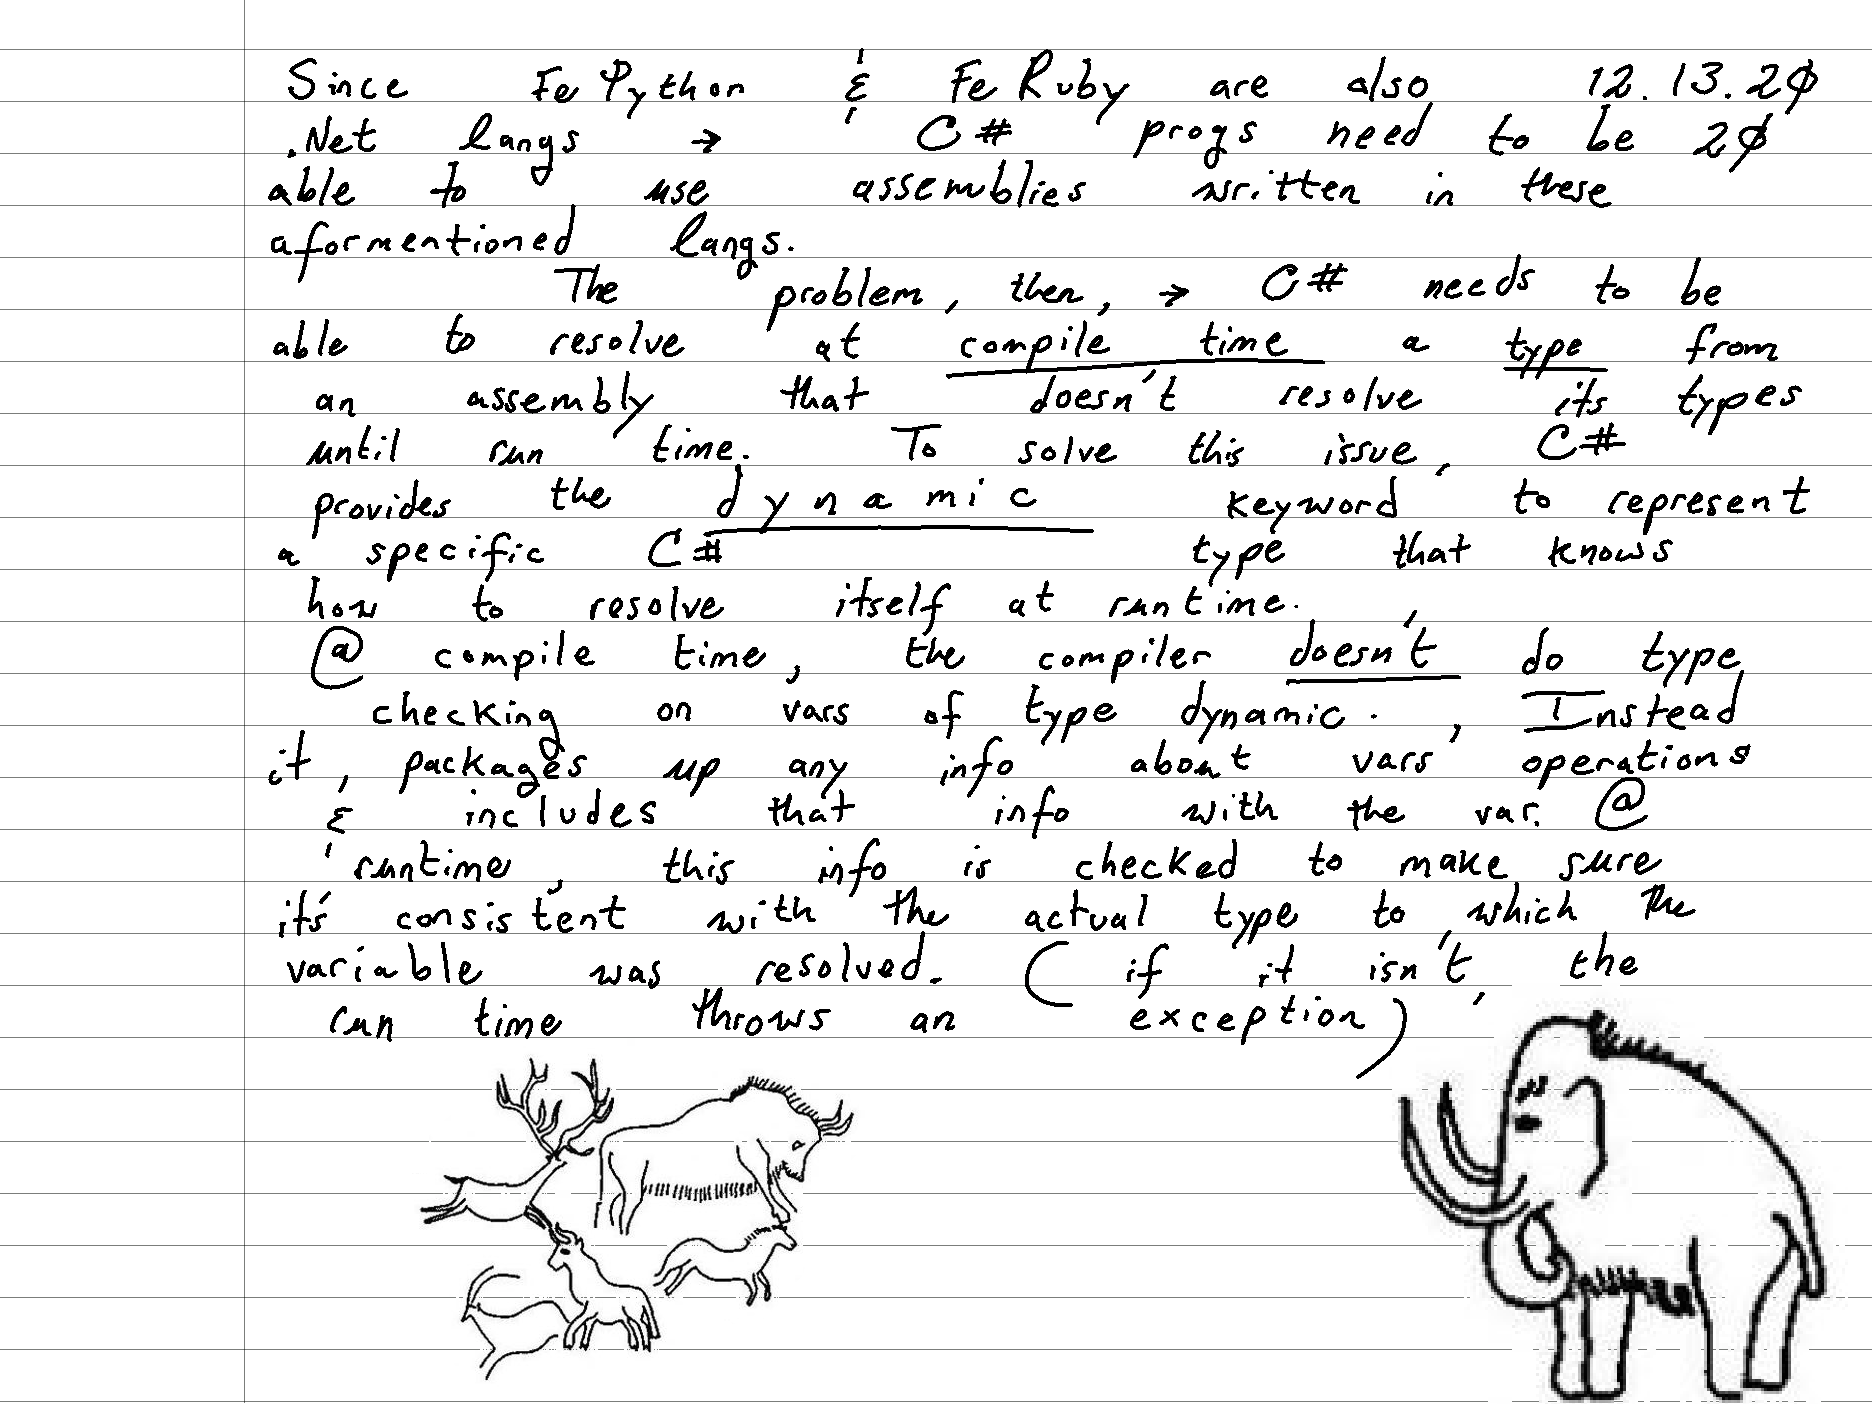 Since Fe Python & Fe Ruby are also 12.13.2∅
.Net langs → C# progs need to be 2∅
able to use assemblies written in these
aformentioned langs.
The problem, then, → C# needs to be
able to resolve at compile time a type from
an assembly that doesn't resolve its types
until run time. To solve this issue, C#
provides the dynamic keyword to represent
a specific C# type that knows
how to resolve itself at runtime.
@ compile time, the compiler doesn't do type
checking on vars of type dynamic. , Instead
it, packages up any info about vars' operations
& includes that info with the var. @
runtime, this info is checked to make sure
it's consistent with the actual type to which the
variable was resolved. (if it isn't, the
run time throws an exception)